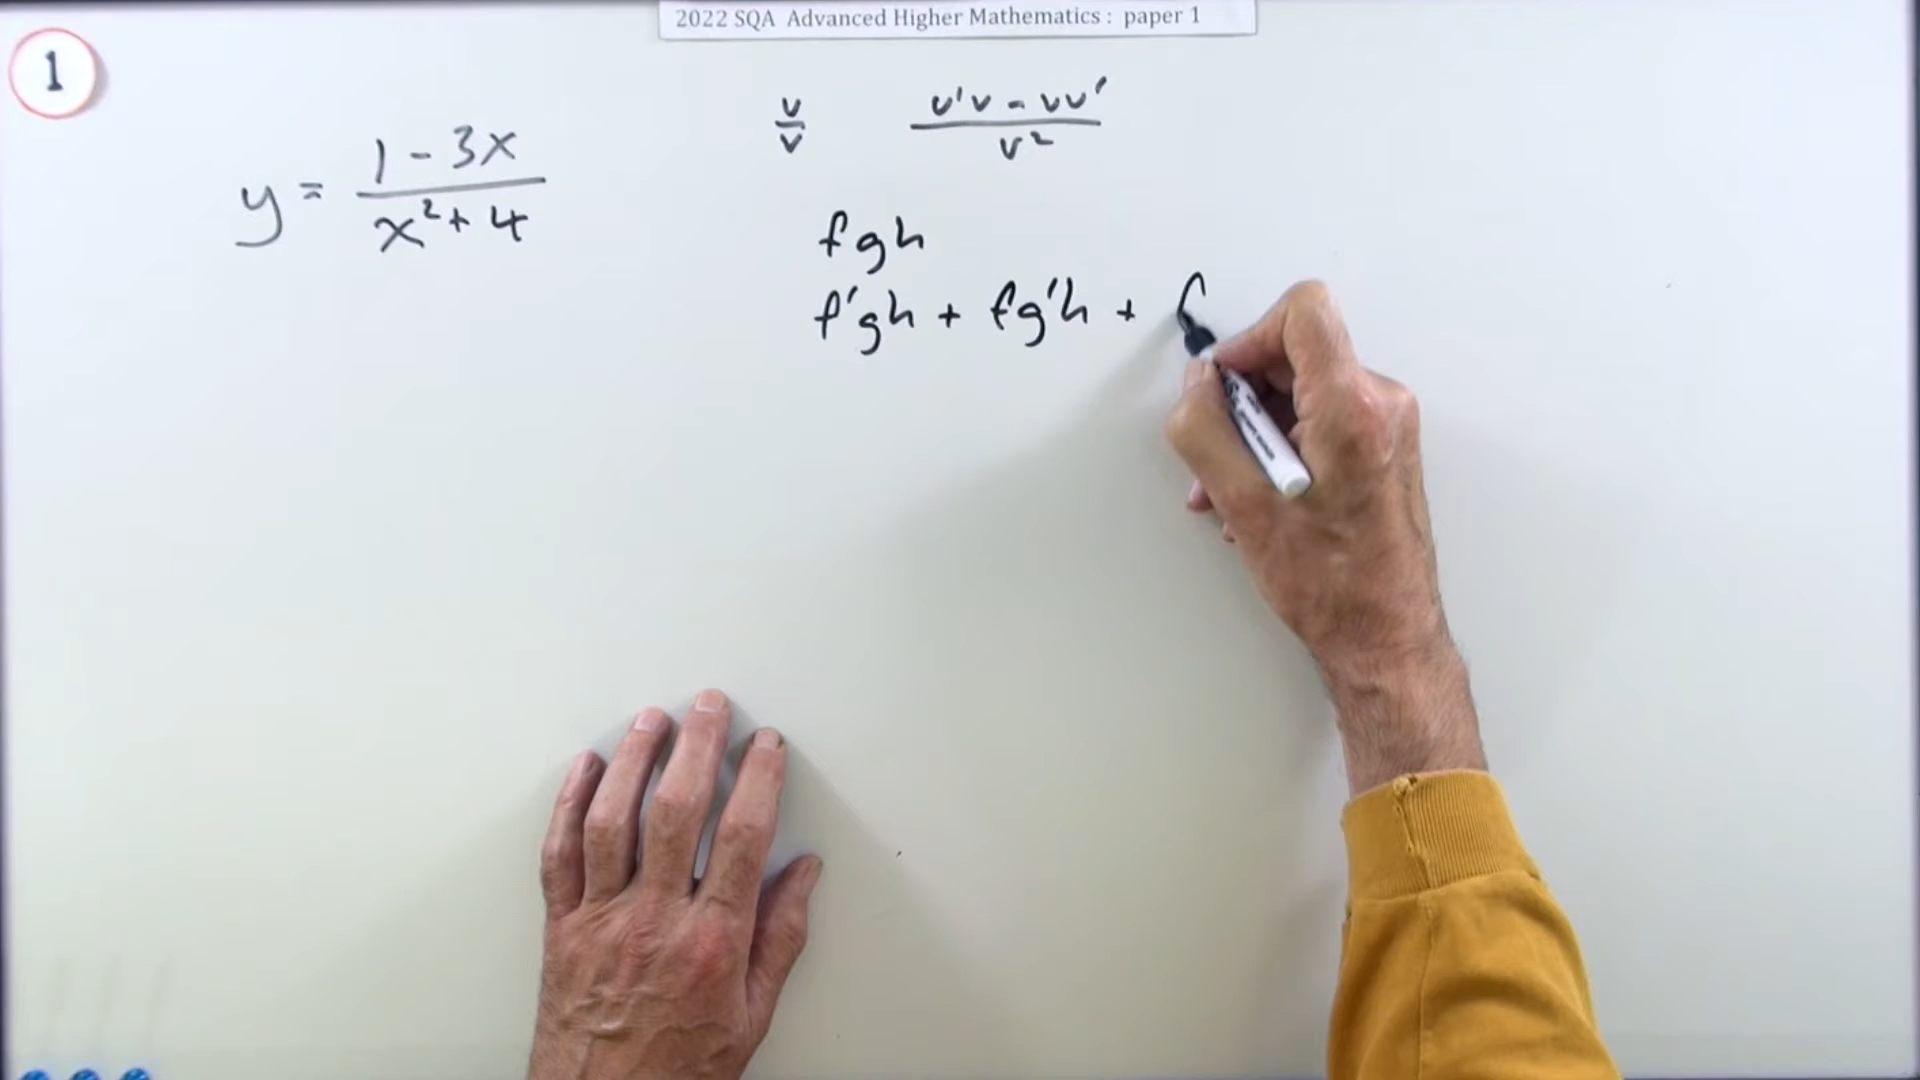 2022 SQA Advanced Higher Mathematics : paper 1
1
y = (1 - 3x)/(x² + 4)
u/v (u'v - uv')/v²
fgh
f'gh + fg'h + f